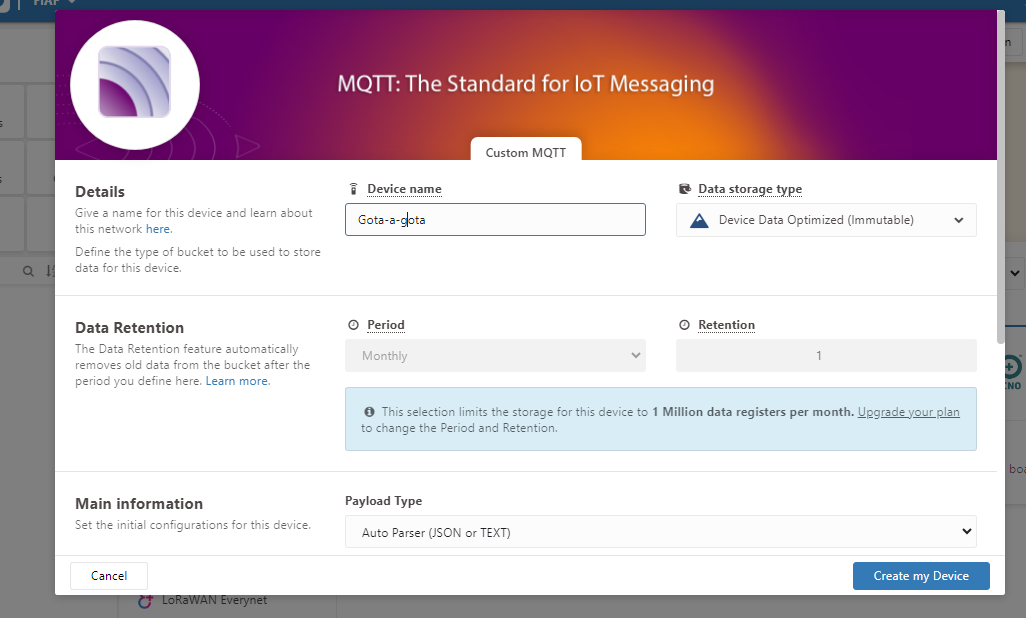 FIAP
MQTT: The Standard for IoT Messaging
Custom MQTT
Details
Give a name for this device and learn about
this network here.
Define the type of bucket to be used to store
data for this device.
Device name
Gota-a-gota
Data storage type
Device Data Optimized (Immutable)
Data Retention
The Data Retention feature automatically
removes old data from the bucket after the
period you define here. Learn more.
Period
Monthly
Retention
1
This selection limits the storage for this device to 1 Million data registers per month. Upgrade your plan
to change the Period and Retention.
Main information
Set the initial configurations for this device.
Payload Type
Auto Parser (JSON or TEXT)
Cancel
Create my Device
LoRaWAN Everynet